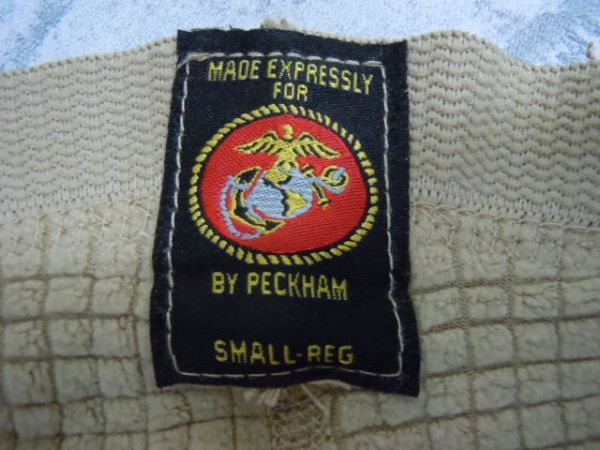 MADE EXPRESSLY
FOR
BY PECKHAM
SMALL-REG